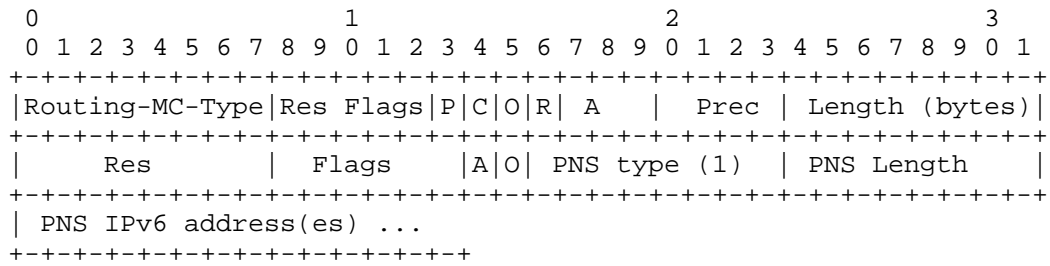 0                   1                   2                   3
 0 1 2 3 4 5 6 7 8 9 0 1 2 3 4 5 6 7 8 9 0 1 2 3 4 5 6 7 8 9 0 1
+-+-+-+-+-+-+-+-+-+-+-+-+-+-+-+-+-+-+-+-+-+-+-+-+-+-+-+-+-+-+-+-+
|Routing-MC-Type|Res Flags|P|C|O|R| A   |  Prec | Length (bytes)|
+-+-+-+-+-+-+-+-+-+-+-+-+-+-+-+-+-+-+-+-+-+-+-+-+-+-+-+-+-+-+-+-+
|     Res       |  Flags    |A|O| PNS type (1)  | PNS Length    |
+-+-+-+-+-+-+-+-+-+-+-+-+-+-+-+-+-+-+-+-+-+-+-+-+-+-+-+-+-+-+-+-+
| PNS IPv6 address(es) ...
+-+-+-+-+-+-+-+-+-+-+-+-+-+-+